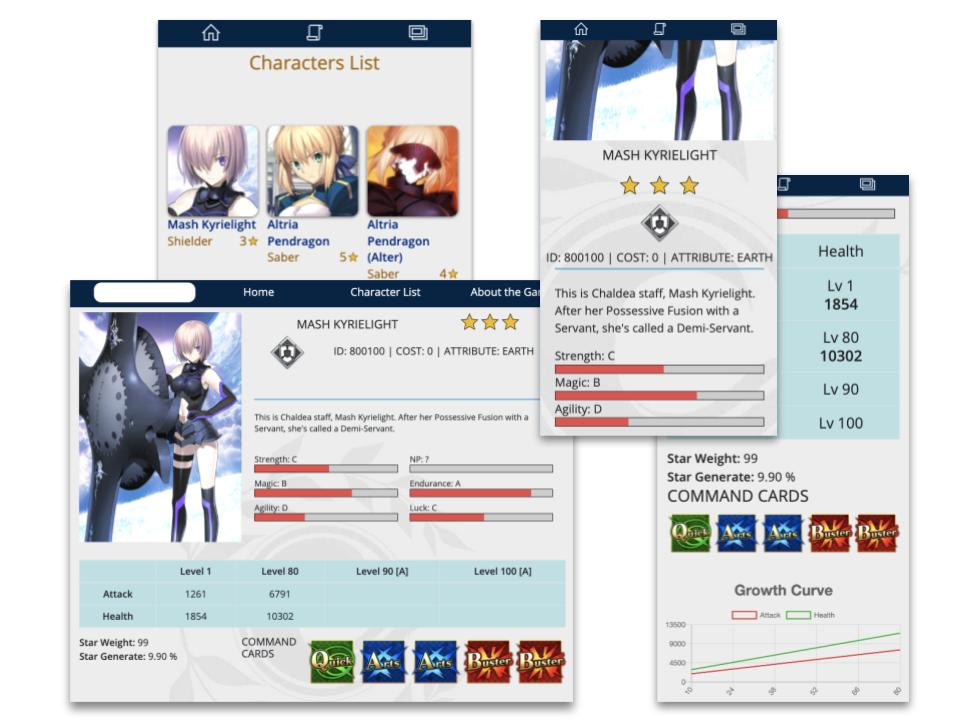 Characters List
Mash Kyrielight
Shielder 3
Altria
Pendragon
Saber 5
Altria
Pendragon
(Alter)
Saber 4
MASH KYRIELIGHT
ID: 800100 | COST: 0 | ATTRIBUTE: EARTH
This is Chaldea staff, Mash Kyrielight.
After her Possessive Fusion with a
Servant, she's called a Demi-Servant.
Strength: C
Magic: B
Agility: D
Home Character List About the Ga
MASH KYRIELIGHT
ID: 800100 | COST: 0 | ATTRIBUTE: EARTH
This is Chaldea staff, Mash Kyrielight. After her Possessive Fusion with a
Servant, she's called a Demi-Servant.
Strength: C NP: ?
Magic: B Endurance: A
Agility: D Luck: C
Level 1 Level 80 Level 90 [A] Level 100 [A]
Attack 1261 6791
Health 1854 10302
Star Weight: 99
Star Generate: 9.90 %
COMMAND
CARDS
Quick Arts Arts Buster Buster
Health
Lv 1
1854
Lv 80
10302
Lv 90
Lv 100
Star Weight: 99
Star Generate: 9.90 %
COMMAND CARDS
Quick Arts Arts Buster Buster
Growth Curve
Attack Health
13500
9000
4500
0
10 24 38 52 66 80